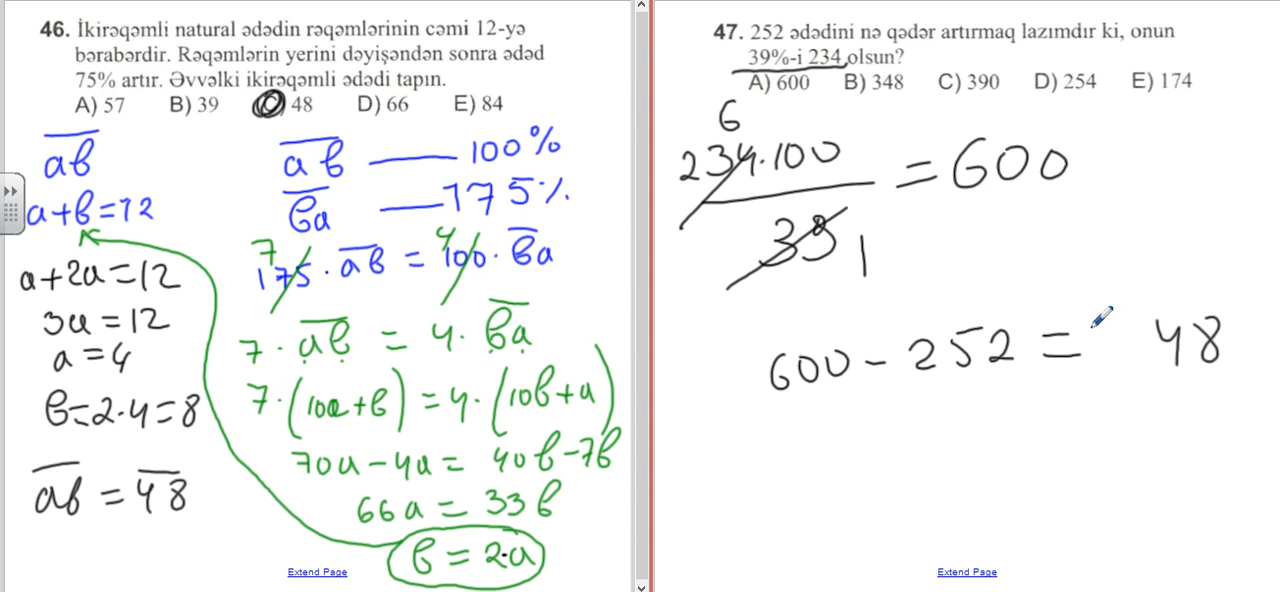 46. İkirəqəmli natural ədədin rəqəmlərinin cəmi 12-yə
bərabərdir. Rəqəmlərin yerini dəyişəndən sonra ədəd
75% artır. Əvvəlki ikirəqəmli ədədi tapın.
A) 57 B) 39 C) 48 D) 66 E) 84
ab
a+b=12
a+2a=12
3a=12
a=4
b=2·4=8
ab = 48
ab — 100%
ba — 175%
7 4
175·ab = 100·ba
7·ab = 4·ba
7·(10a+b)=4·(10b+a)
70a-4a= 40b-7b
66a= 33b
b=2·a
Extend Page
47. 252 ədədini nə qədər artırmaq lazımdır ki, onun
39%-i 234 olsun?
A) 600 B) 348 C) 390 D) 254 E) 174
6
234·100
= 600
39 1
600-252= 48
Extend Page